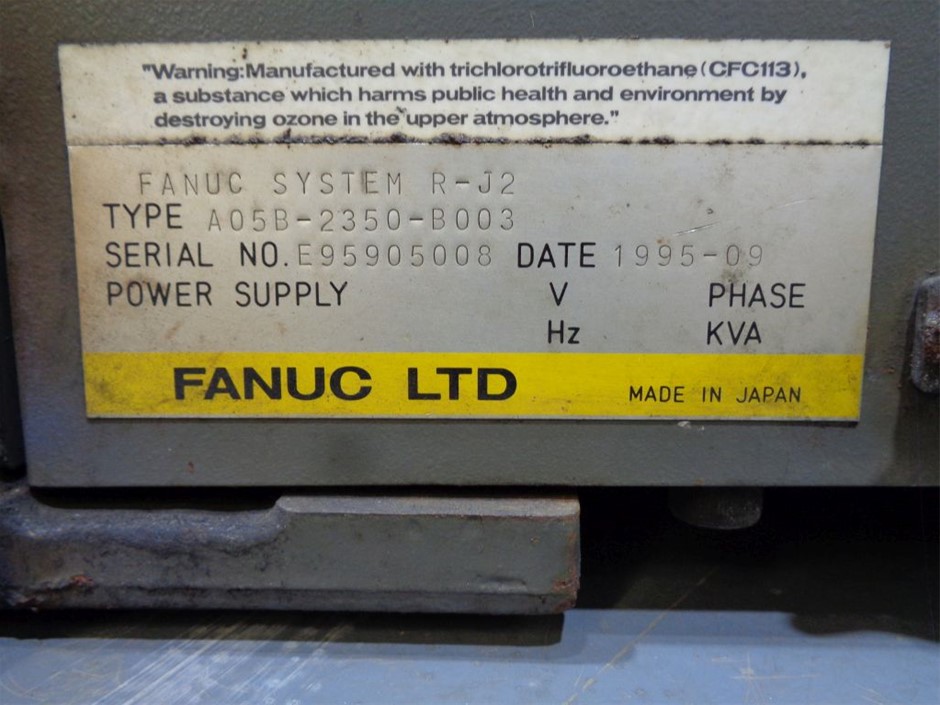 "Warning:Manufactured with trichlorotrifluoroethane(CFC113),
a substance which harms public health and environment by
destroying ozone in the upper atmosphere."
FANUC SYSTEM R-J2
TYPE A05B-2350-B003
SERIAL NO. E95905008 DATE 1995-09
POWER SUPPLY V PHASE
Hz KVA
FANUC LTD MADE IN JAPAN